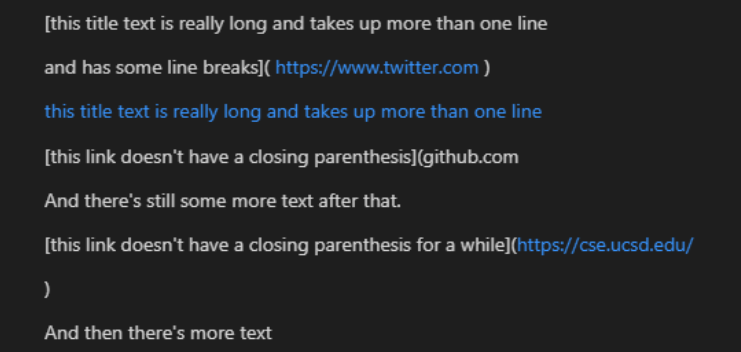 [this title text is really long and takes up more than one line
and has some line breaks]( https://www.twitter.com )
this title text is really long and takes up more than one line
[this link doesn't have a closing parenthesis](github.com
And there's still some more text after that.
[this link doesn't have a closing parenthesis for a while](https://cse.ucsd.edu/
)
And then there's more text